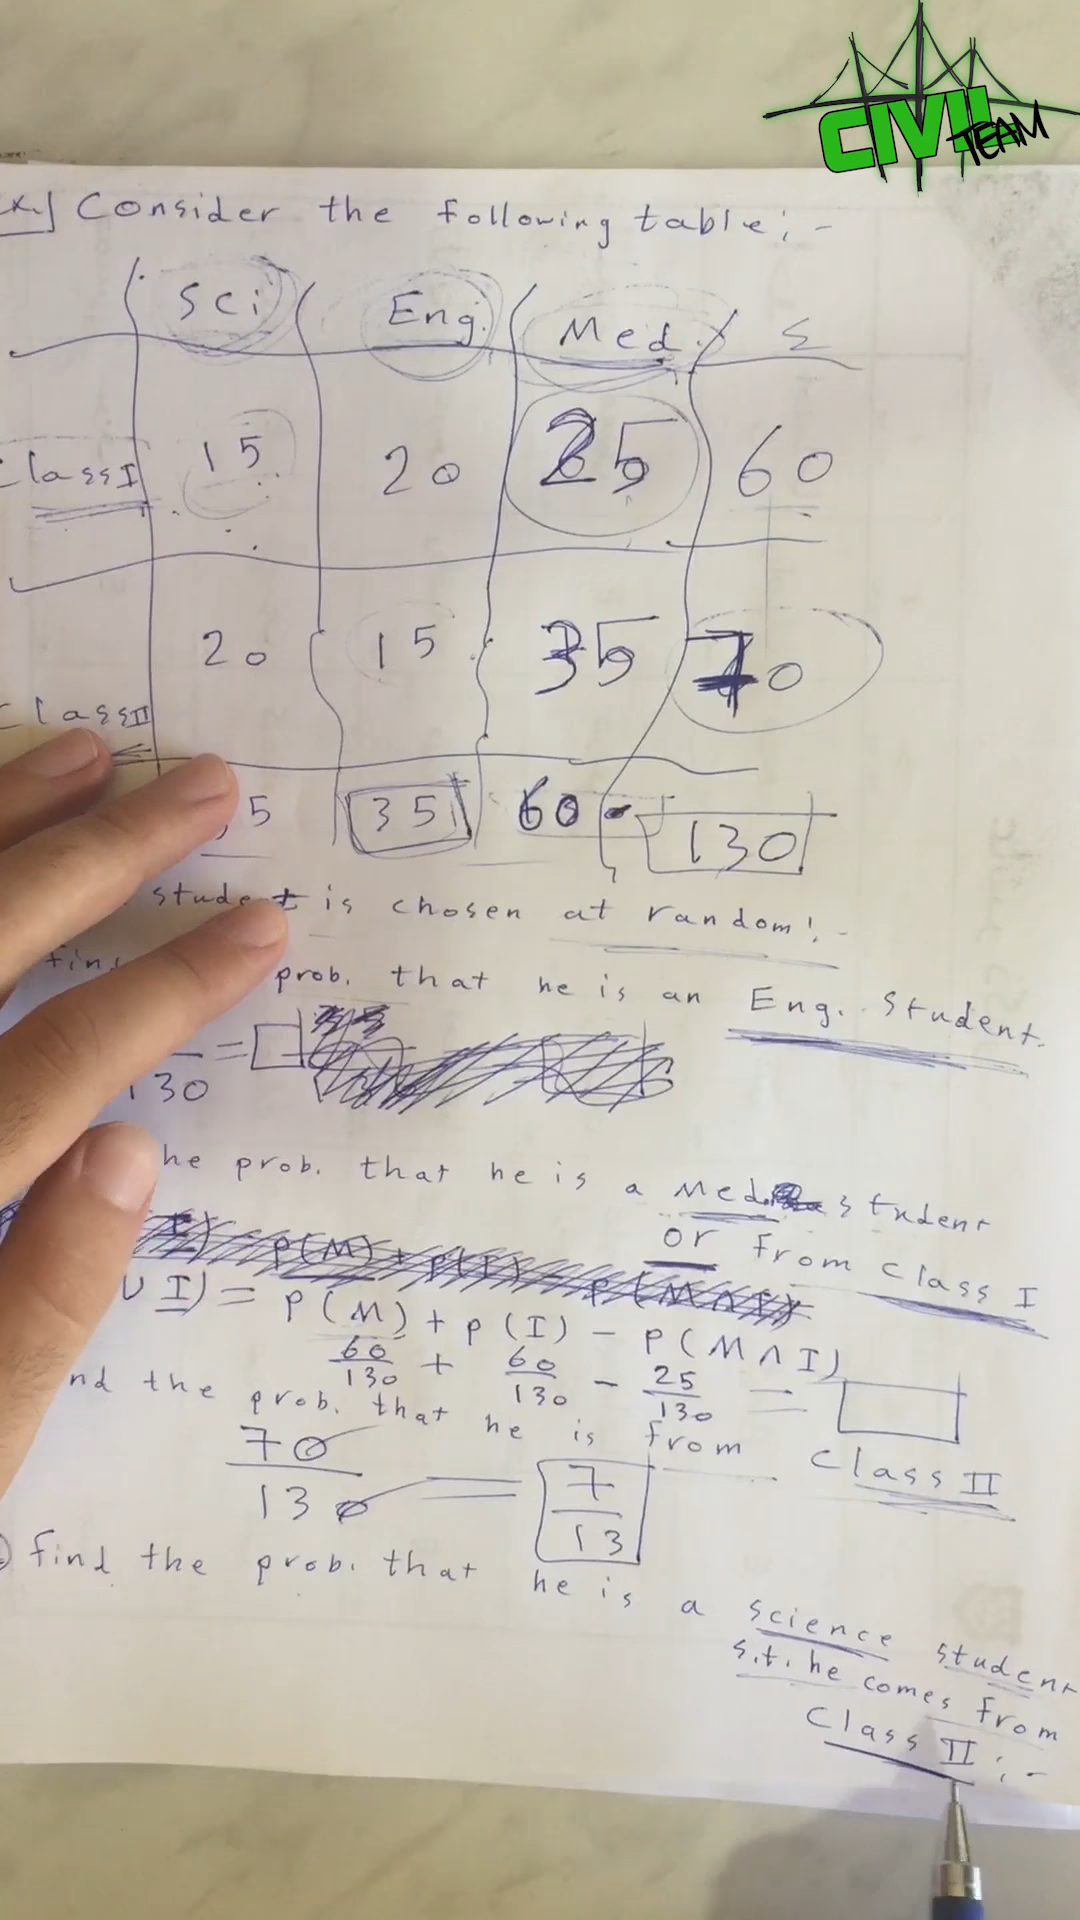 CIVIL
TEAM
Ex.] Consider the following table:-
Sci Eng. Med. Σ
Class I 15 20 25 60
Class II 20 15 35 70
35 35 60 130
student is chosen at random:-
find prob. that he is an Eng. student.
130 =
he prob. that he is a Med. student
or from class I
∪ I) = P(M) + P(I) - P(M∩I)
60/130 + 60/130 - 25/130 =
nd the prob. that he is from Class II
70/130 = 7/13
find the prob. that he is a science student
s.t. he comes from
Class II :-